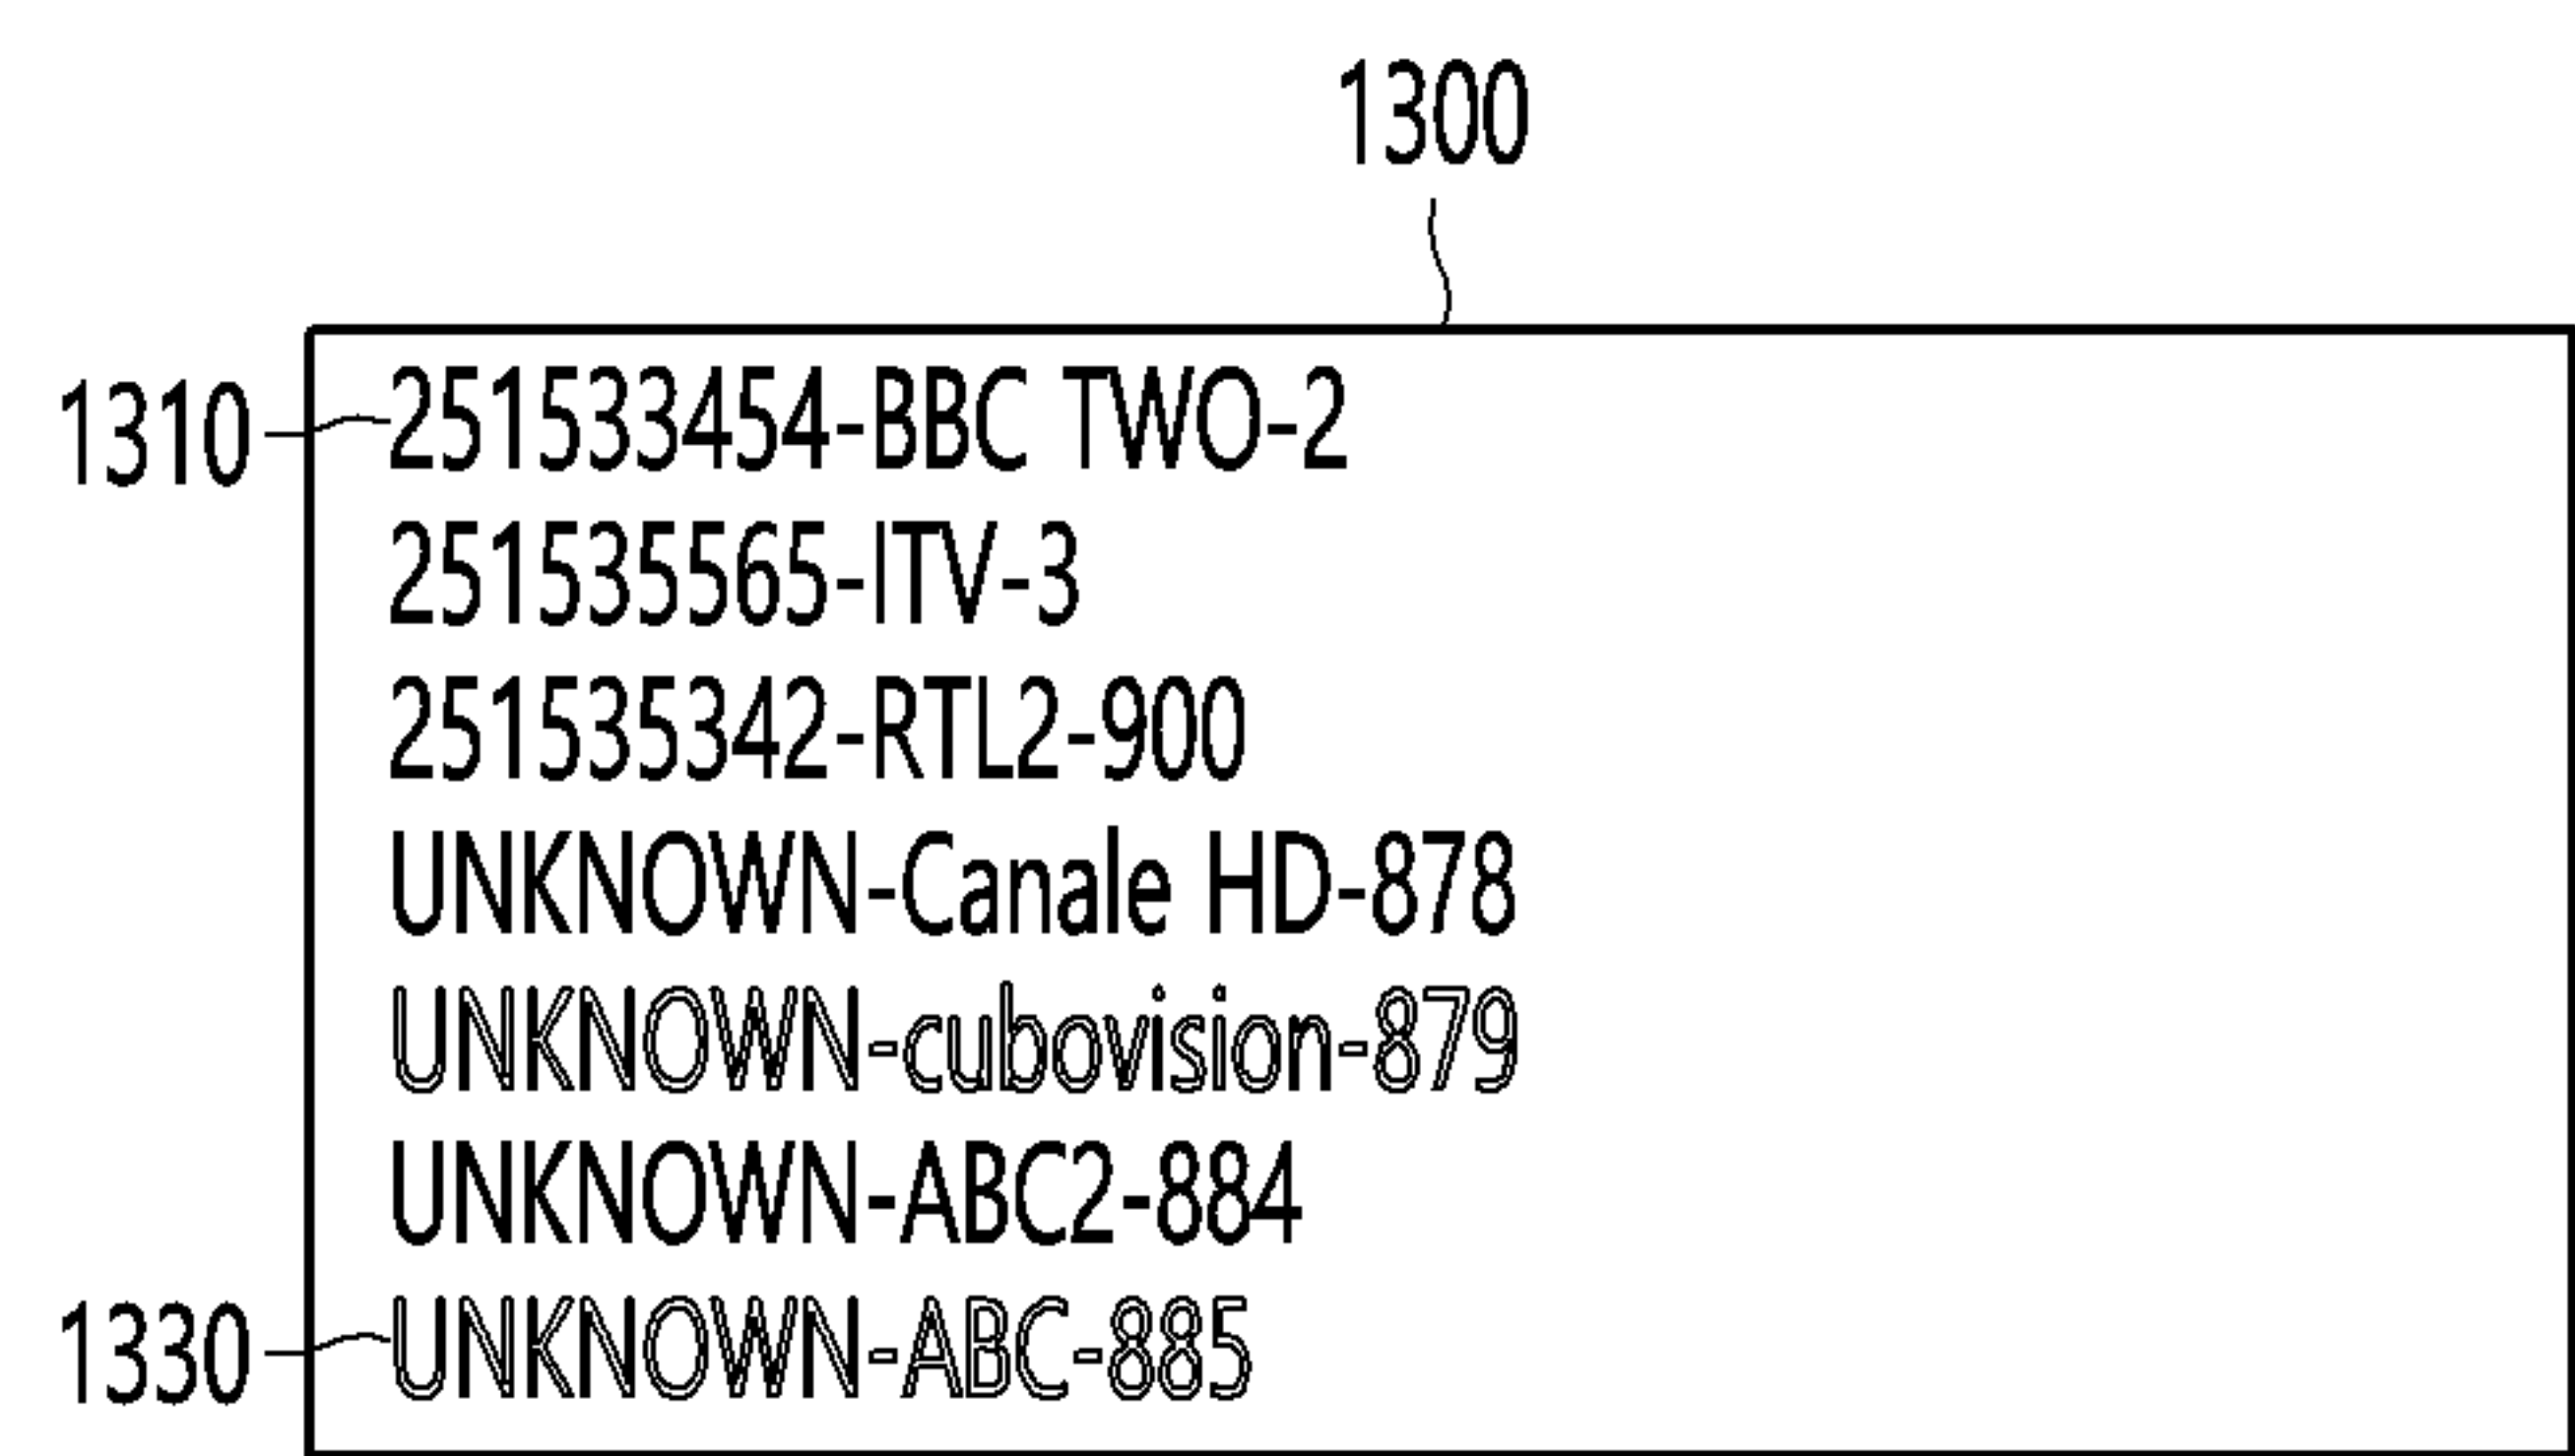 1300
1310
251533454-BBC TWO-2
251535565-ITV-3
251535342-RTL2-900
UNKNOWN-Canale HD-878
UNKNOWN-cubovision-879
UNKNOWN-ABC2-884
1330
UNKNOWN-ABC-885